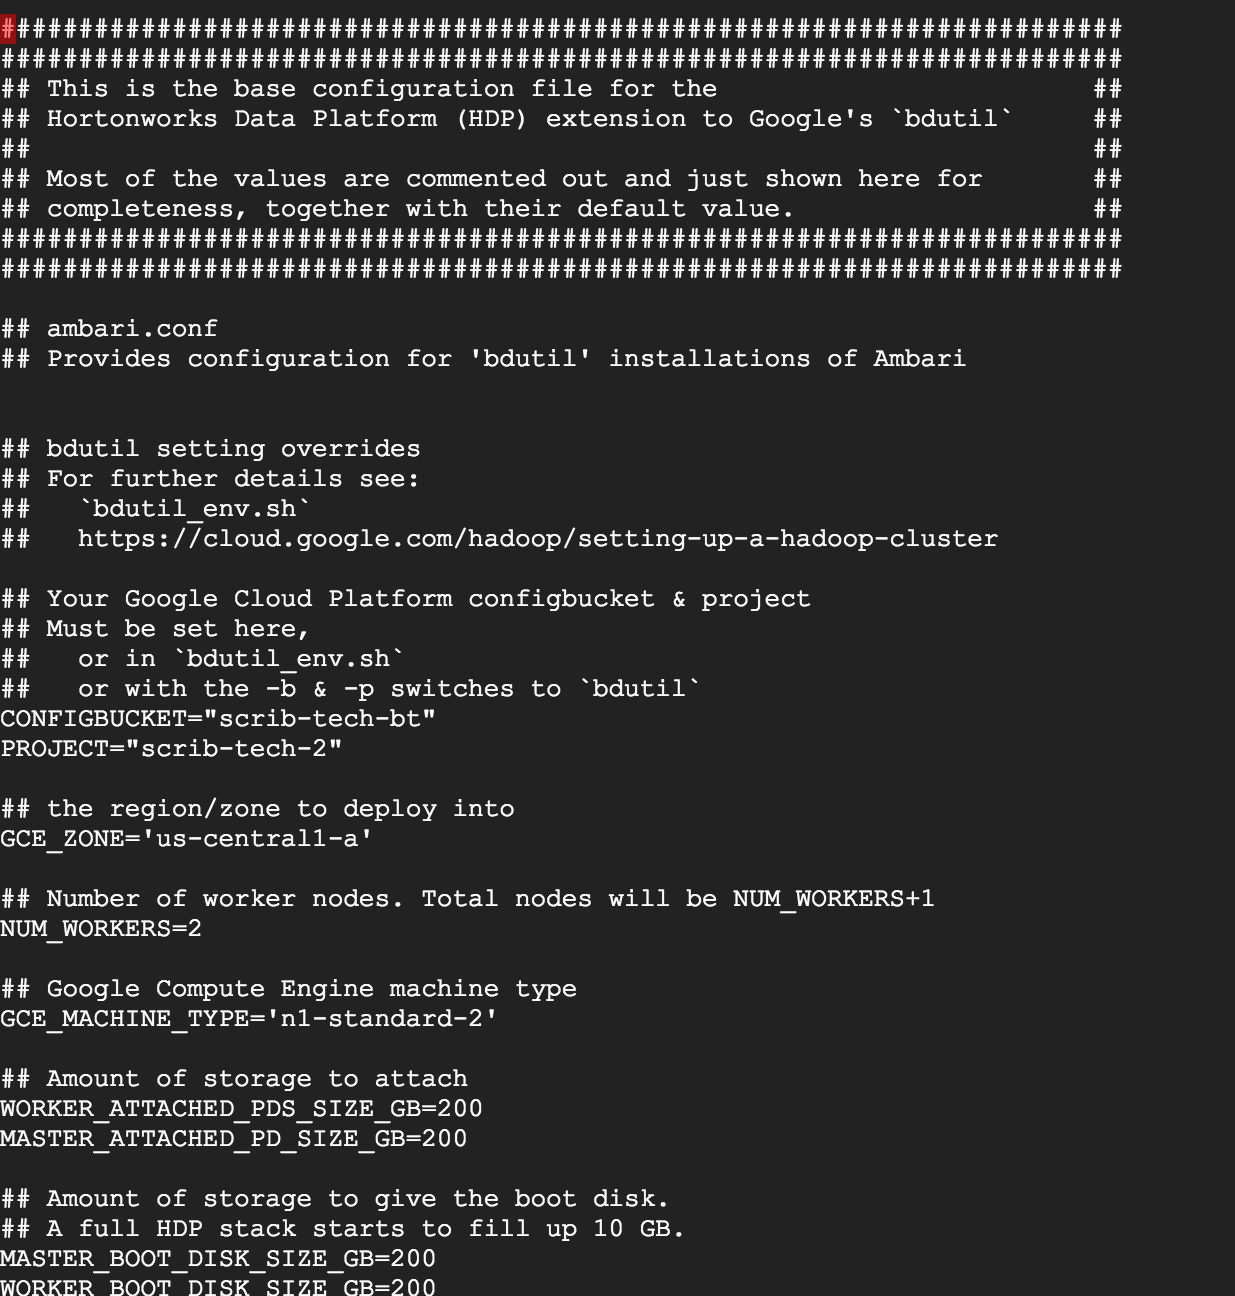 ########################################################################
########################################################################
## This is the base configuration file for the                        ##
## Hortonworks Data Platform (HDP) extension to Google's `bdutil`     ##
##                                                                    ##
## Most of the values are commented out and just shown here for       ##
## completeness, together with their default value.                   ##
########################################################################
########################################################################

## ambari.conf
## Provides configuration for 'bdutil' installations of Ambari


## bdutil setting overrides
## For further details see:
##   `bdutil_env.sh`
##   https://cloud.google.com/hadoop/setting-up-a-hadoop-cluster

## Your Google Cloud Platform configbucket & project
## Must be set here,
##   or in `bdutil_env.sh`
##   or with the -b & -p switches to `bdutil`
CONFIGBUCKET="scrib-tech-bt"
PROJECT="scrib-tech-2"

## the region/zone to deploy into
GCE_ZONE='us-central1-a'

## Number of worker nodes. Total nodes will be NUM_WORKERS+1
NUM_WORKERS=2

## Google Compute Engine machine type
GCE_MACHINE_TYPE='n1-standard-2'

## Amount of storage to attach
WORKER_ATTACHED_PDS_SIZE_GB=200
MASTER_ATTACHED_PD_SIZE_GB=200

## Amount of storage to give the boot disk.
## A full HDP stack starts to fill up 10 GB.
MASTER_BOOT_DISK_SIZE_GB=200
WORKER_BOOT_DISK_SIZE_GB=200